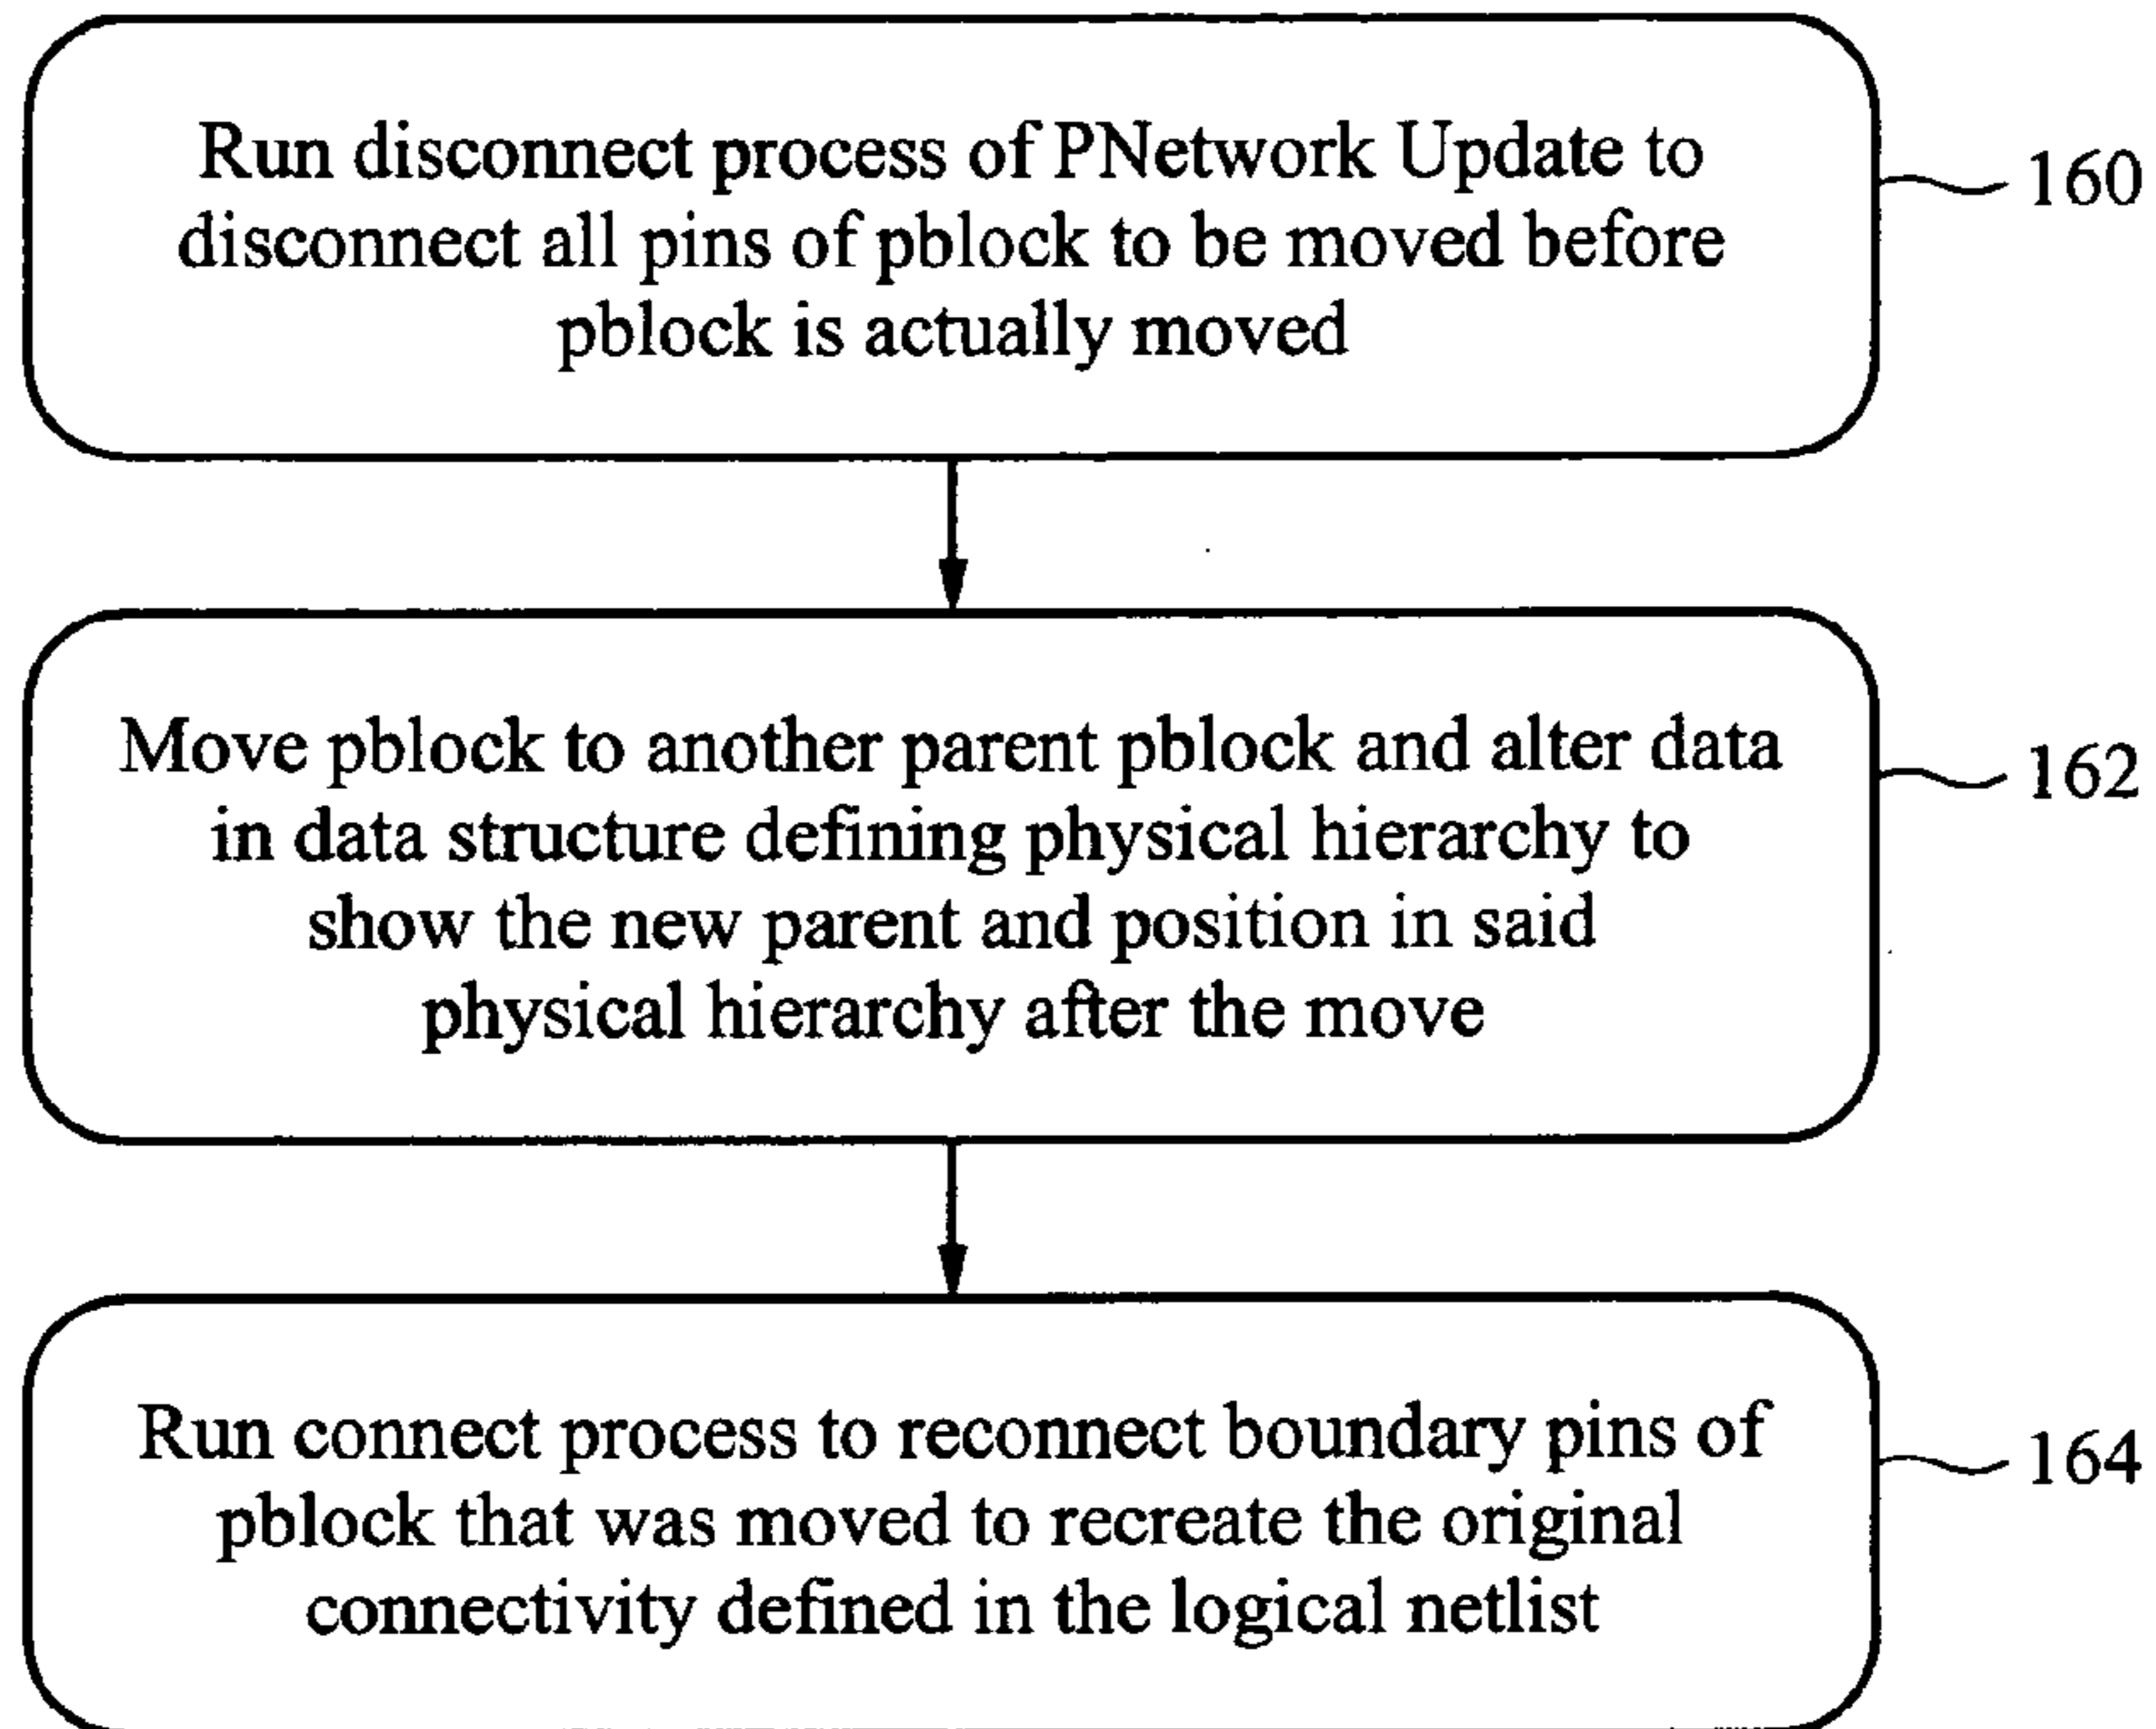 Run disconnect process of PNetwork Update to
disconnect all pins of pblock to be moved before
pblock is actually moved
160
Move pblock to another parent pblock and alter data
in data structure defining physical hierarchy to
show the new parent and position in said
physical hierarchy after the move
162
Run connect process to reconnect boundary pins of
pblock that was moved to recreate the original
connectivity defined in the logical netlist
164